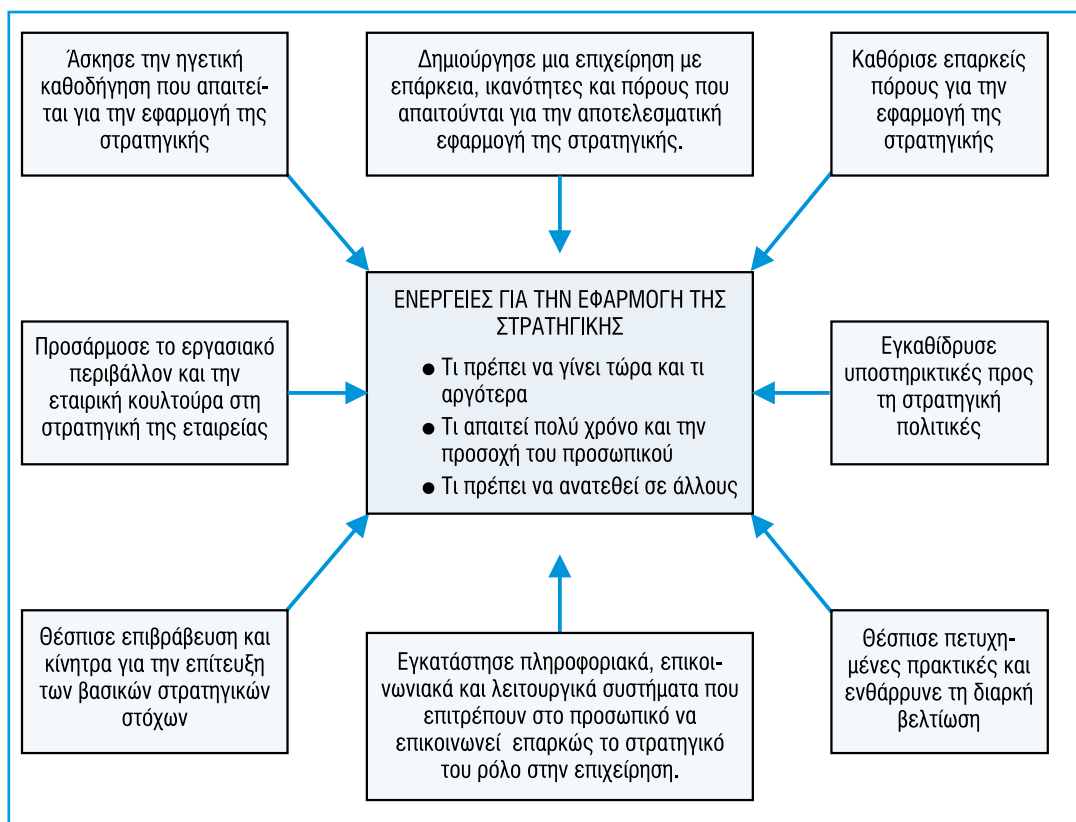 Άσκησε την ηγετική
καθοδήγηση που απαιτεί-
ται για την εφαρμογή της
στρατηγικής
Δημιούργησε μια επιχείρηση με
επάρκεια, ικανότητες και πόρους που
απαιτούνται για την αποτελεσματική
εφαρμογή της στρατηγικής.
Καθόρισε επαρκείς
πόρους για την
εφαρμογή της
στρατηγικής
Προσάρμοσε το εργασιακό
περιβάλλον και την
εταιρική κουλτούρα στη
στρατηγική της εταιρείας
ΕΝΕΡΓΕΙΕΣ ΓΙΑ ΤΗΝ ΕΦΑΡΜΟΓΗ ΤΗΣ
ΣΤΡΑΤΗΓΙΚΗΣ
● Τι πρέπει να γίνει τώρα και τι
αργότερα
● Τι απαιτεί πολύ χρόνο και την
προσοχή του προσωπικού
● Τι πρέπει να ανατεθεί σε άλλους
Εγκαθίδρυσε
υποστηρικτικές προς
τη στρατηγική
πολιτικές
Θέσπισε επιβράβευση και
κίνητρα για την επίτευξη
των βασικών στρατηγικών
στόχων
Εγκατάστησε πληροφοριακά, επικοι-
νωνιακά και λειτουργικά συστήματα που
επιτρέπουν στο προσωπικό να
επικοινωνεί επαρκώς το στρατηγικό
του ρόλο στην επιχείρηση.
Θέσπισε πετυχη-
μένες πρακτικές και
ενθάρρυνε τη διαρκή
βελτίωση